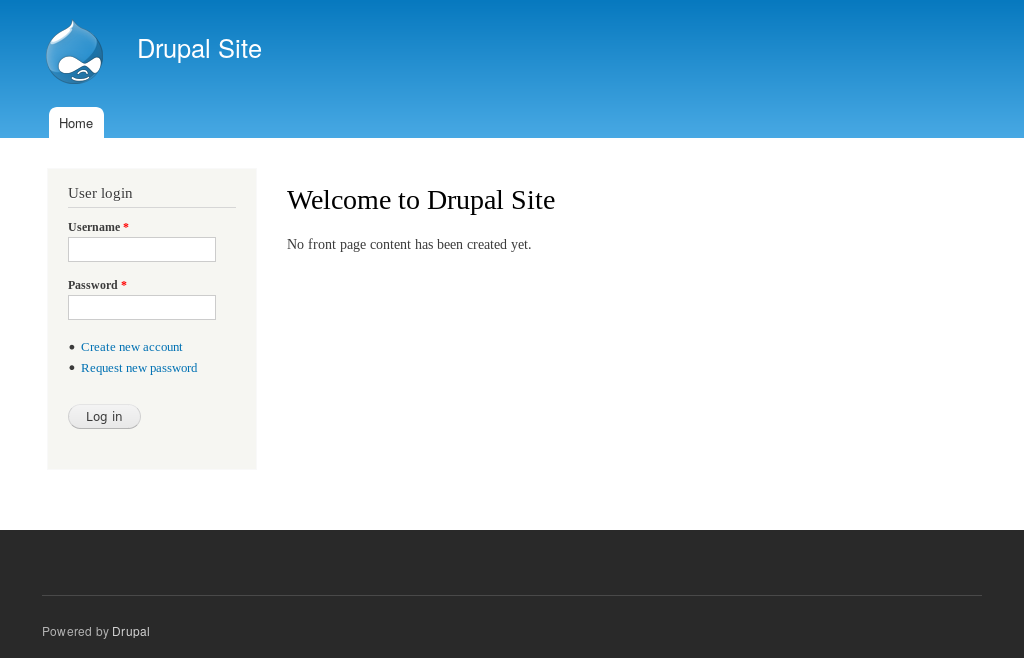 Drupal Site
Home
User login
Username *
Password *
Create new account
Request new password
Log in
Welcome to Drupal Site
No front page content has been created yet.
Powered by Drupal